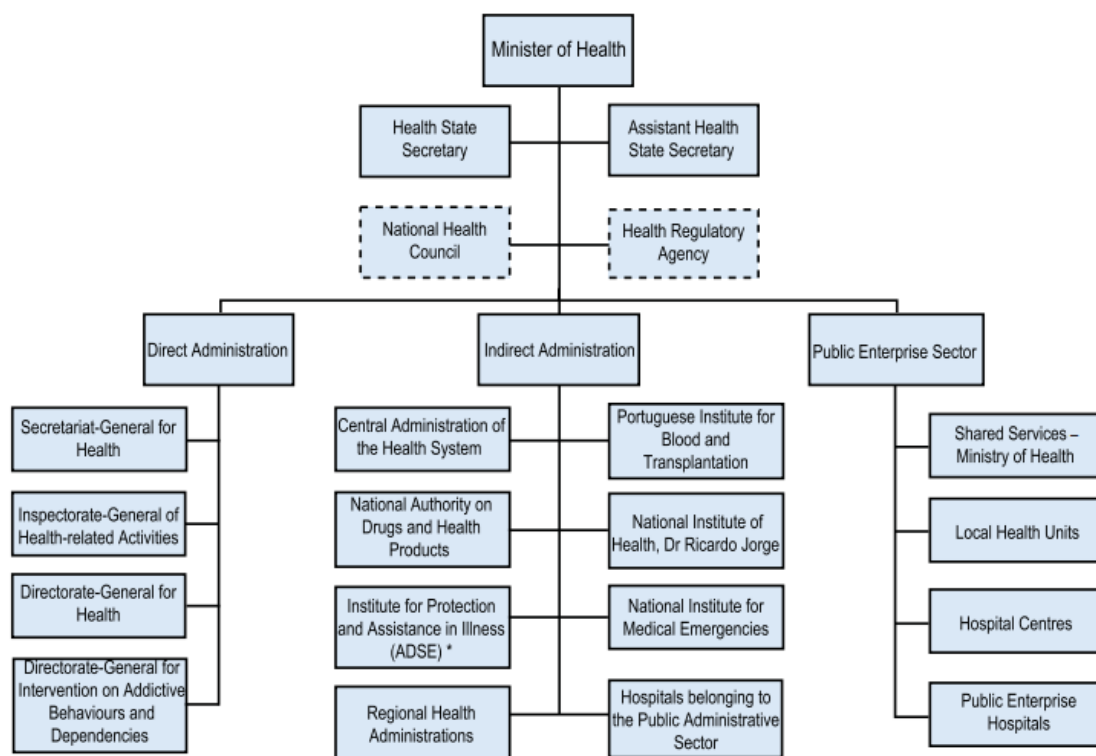 Minister of Health
Health State
Secretary
Assistant Health
State Secretary
National Health
Council
Health Regulatory
Agency
Direct Administration
Indirect Administration
Public Enterprise Sector
Secretariat-General for
Health
Inspectorate-General of
Health-related Activities
Directorate-General for
Health
Directorate-General for
Intervention on Addictive
Behaviours and
Dependencies
Central Administration of
the Health System
Portuguese Institute for
Blood and
Transplantation
National Authority on
Drugs and Health
Products
National Institute of
Health, Dr Ricardo Jorge
Institute for Protection
and Assistance in Illness
(ADSE) *
National Institute for
Medical Emergencies
Regional Health
Administrations
Hospitals belonging to
the Public Administrative
Sector
Shared Services –
Ministry of Health
Local Health Units
Hospital Centres
Public Enterprise
Hospitals